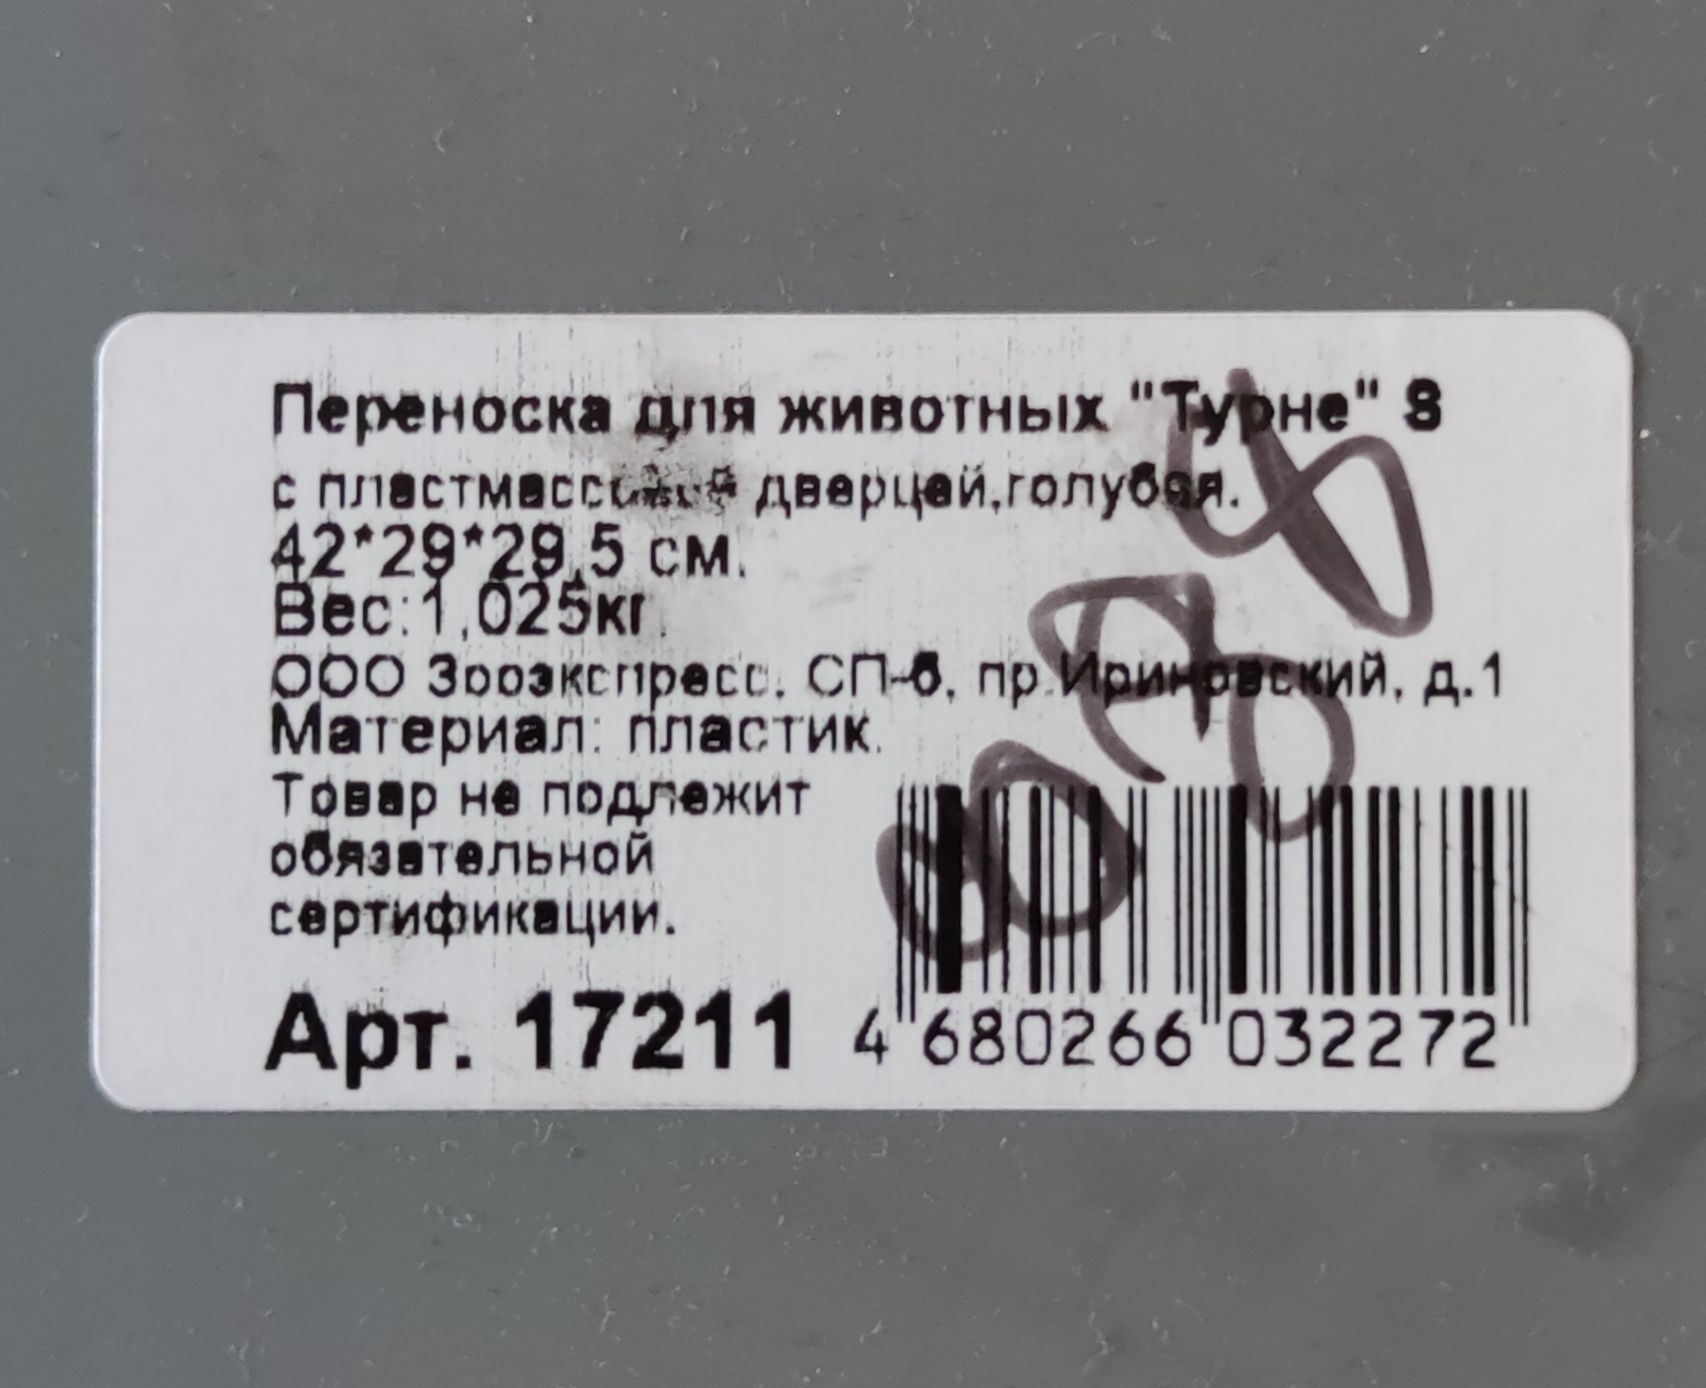 Переноска для животных "Турне" S
с пластмассовой дверцей,голубая.
42*29*29,5 см.
Вес:1,025кг.
ООО Зооэкспресс, СП-б, пр.Ириновский, д.1
Материал: пластик.
Товар не подлежит
обязательной
сертификации.
Арт. 17211
4 680266 032272